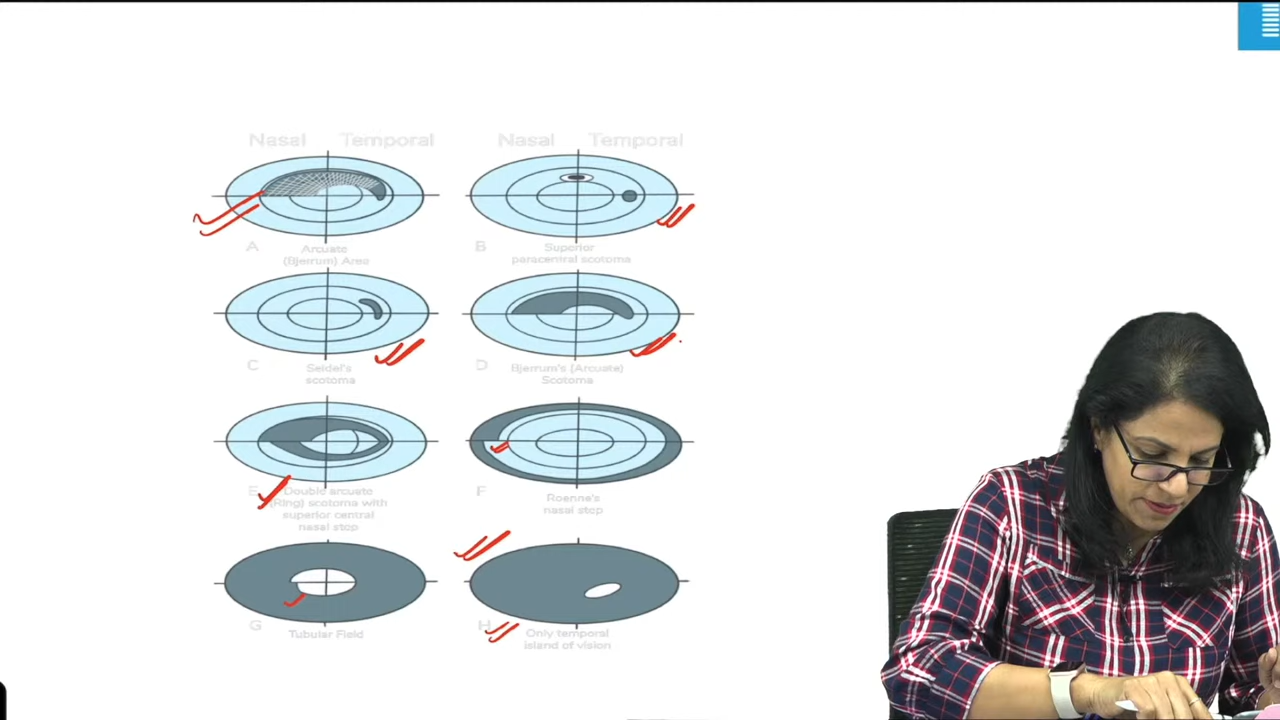 Nasal Temporal Nasal Temporal
A Arcuate
(Bjerrum) Area
B Superior
paracentral scotoma
C Seidel's
scotoma
D Bjerrum's (Arcuate)
Scotoma
E Double arcuate
(Ring) scotoma with
superior central
nasal step
F Roenne's
nasal step
G Tubular Field
H Only temporal
island of vision